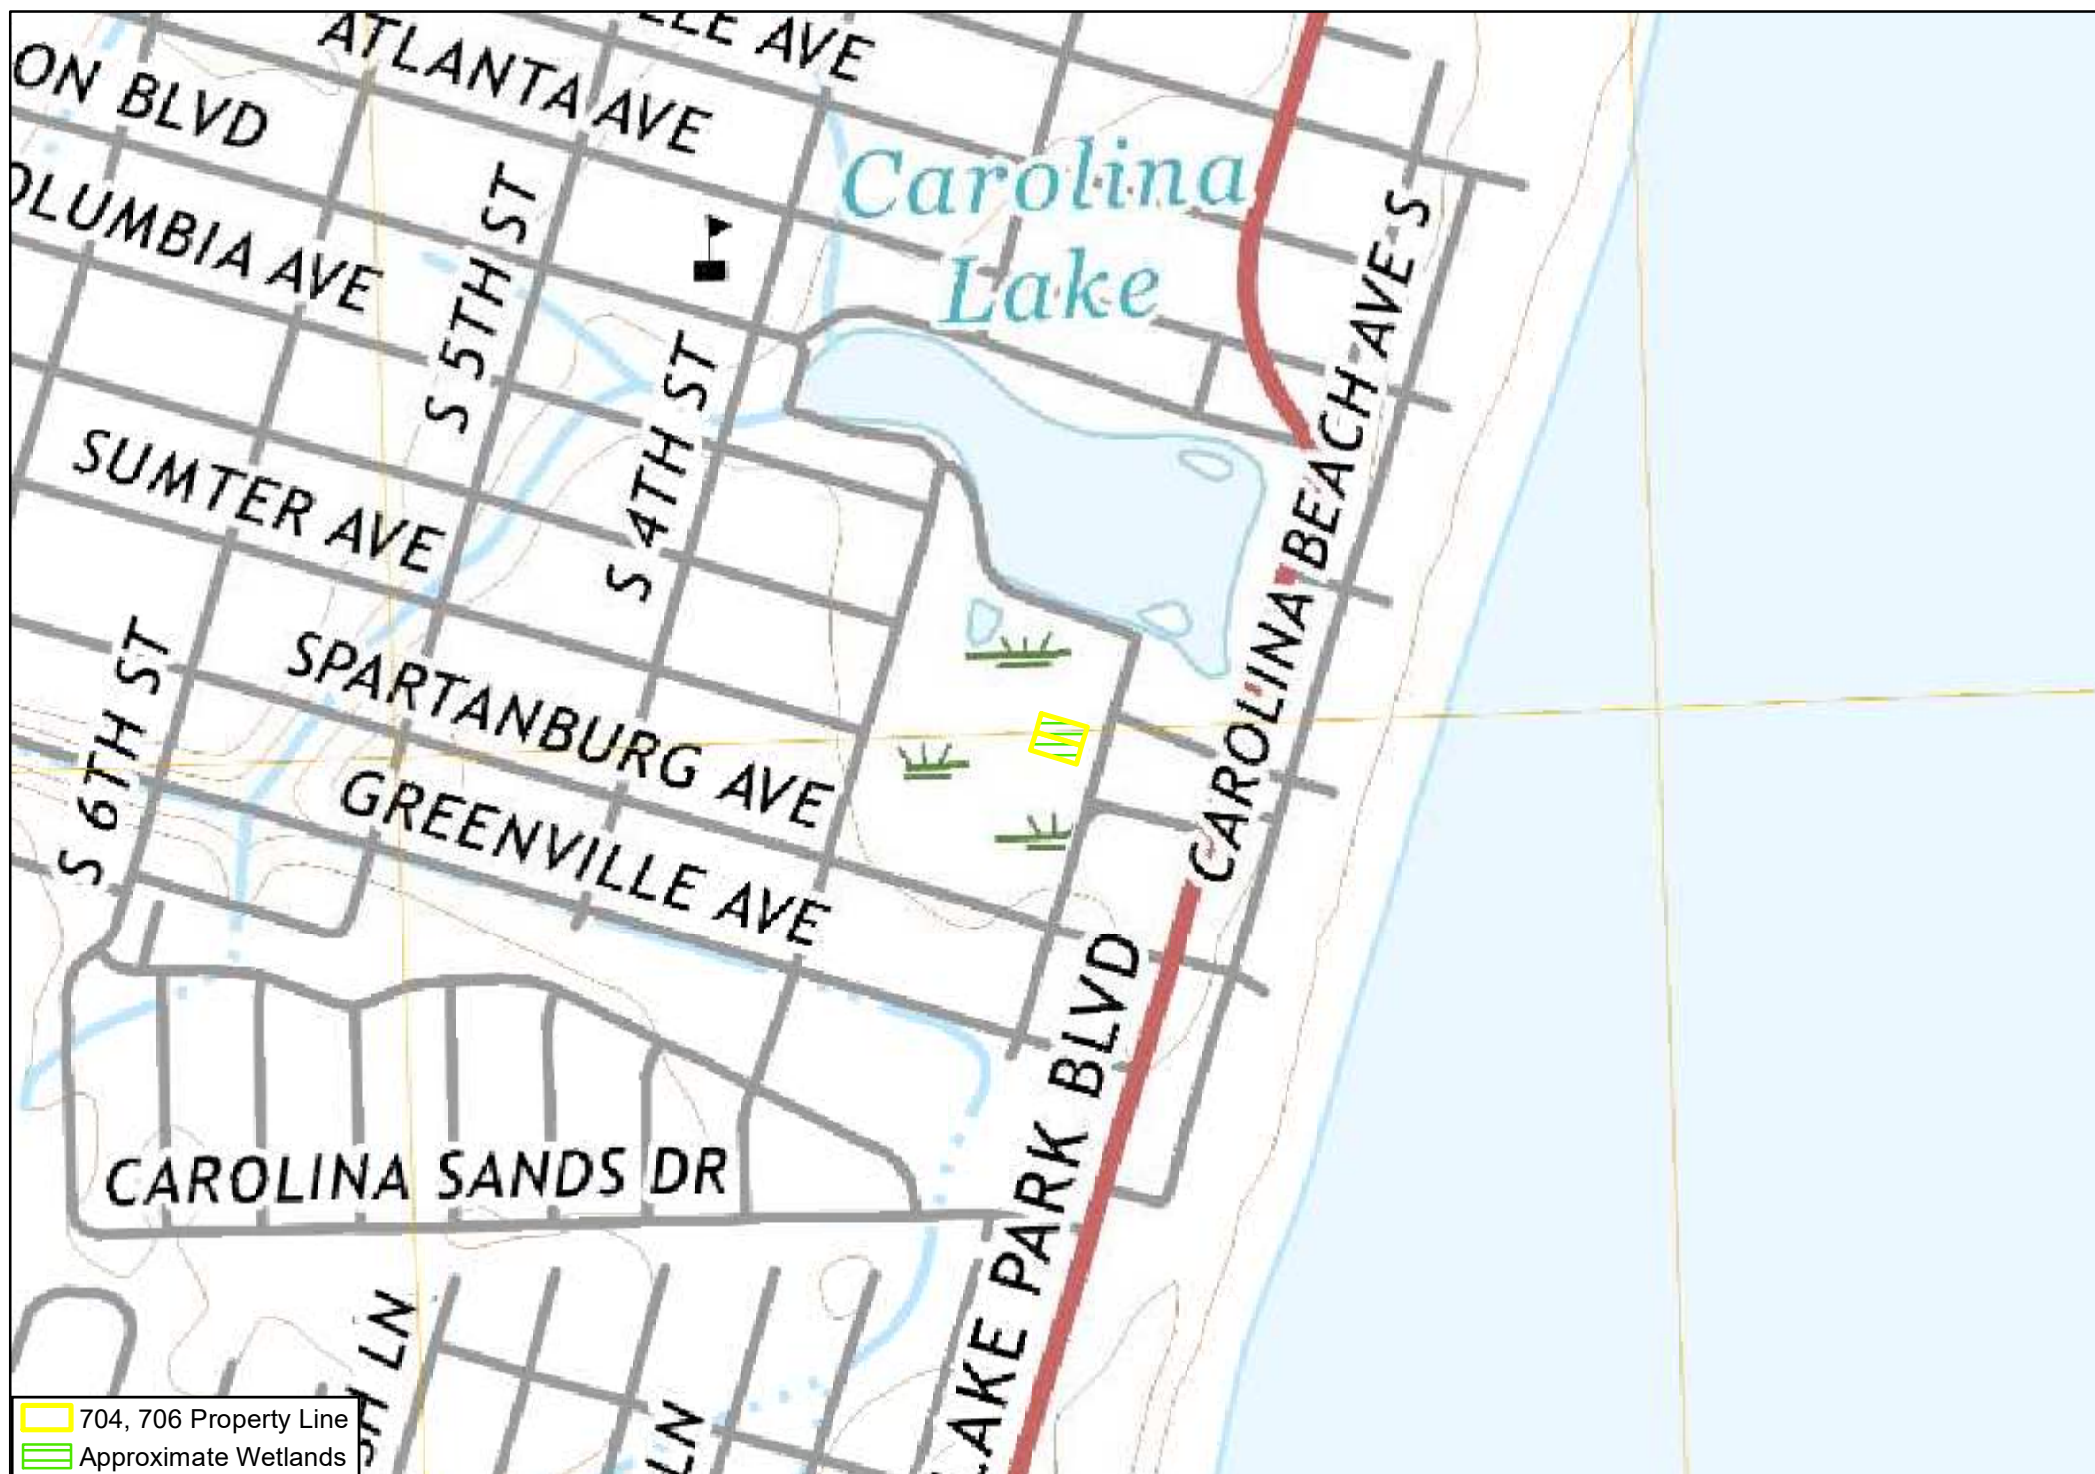 LLE AVE
ATLANTA AVE
ON BLVD
OLUMBIA AVE
S 5TH ST
Carolina
Lake
S 4TH ST
CAROLINA BEACH AVE S
SUMTER AVE
SPARTANBURG AVE
S 6TH ST
GREENVILLE AVE
CAROLINA SANDS DR
LAKE PARK BLVD
SH LN
LN
704, 706 Property Line
Approximate Wetlands